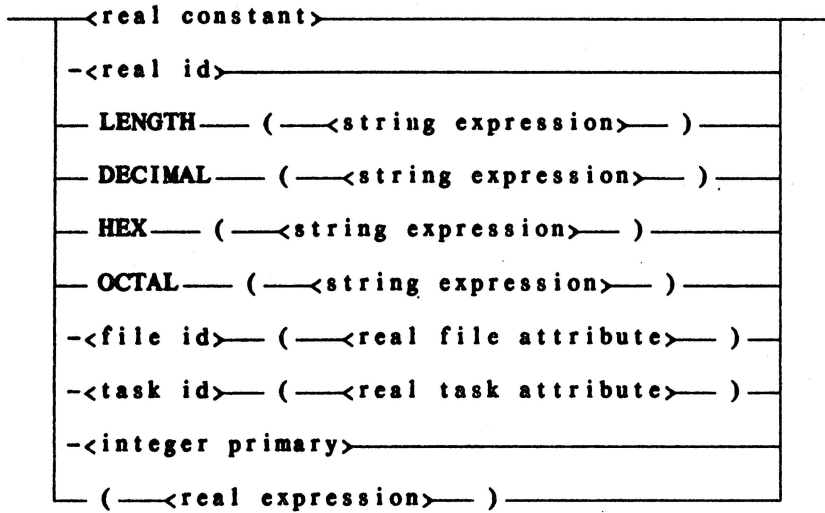 <real constant>
<real id>
LENGTH ( <string expression> )
DECIMAL ( <string expression> )
HEX ( <string expression> )
OCTAL ( <string expression> )
<file id> ( <real file attribute> )
<task id> ( <real task attribute> )
<integer primary>
( <real expression> )